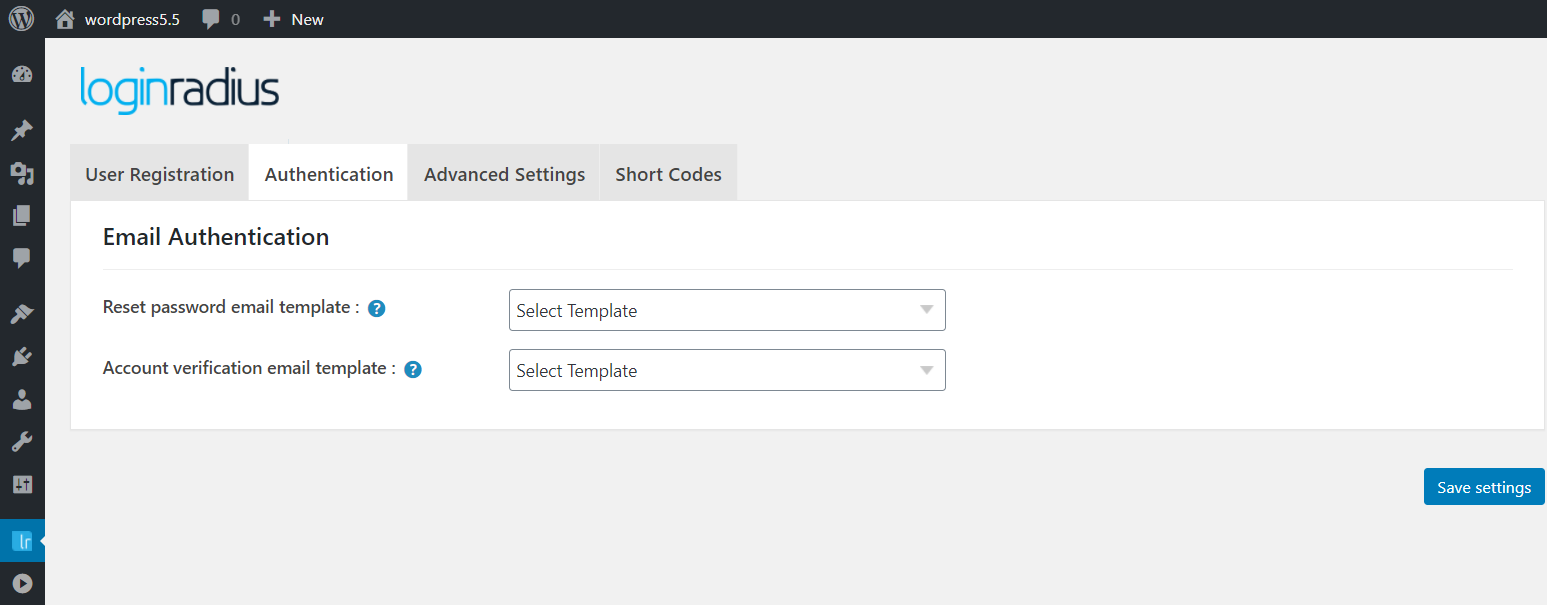 wordpress5.5 0 New
loginradius
User Registration Authentication Advanced Settings Short Codes
Email Authentication
Reset password email template : ? Select Template
Account verification email template : ? Select Template
Save settings
lr